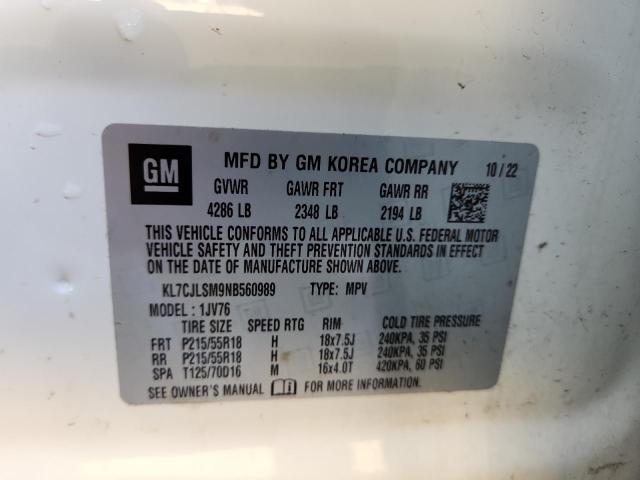 GM MFD BY GM KOREA COMPANY 10/22
GVWR GAWR FRT GAWR RR
4286 LB 2348 LB 2194 LB
THIS VEHICLE CONFORMS TO ALL APPLICABLE U.S. FEDERAL MOTOR
VEHICLE SAFETY AND THEFT PREVENTION STANDARDS IN EFFECT ON
THE DATE OF MANUFACTURE SHOWN ABOVE.
KL7CJLSM9NB560989 TYPE: MPV
MODEL: 1JV76
TIRE SIZE SPEED RTG RIM COLD TIRE PRESSURE
FRT P215/55R18 H 18x7.5J 240KPA, 35 PSI
RR P215/55R18 H 18x7.5J 240KPA, 35 PSI
SPA T125/70D16 M 16x4.0T 420KPA, 60 PSI
SEE OWNER'S MANUAL FOR MORE INFORMATION.